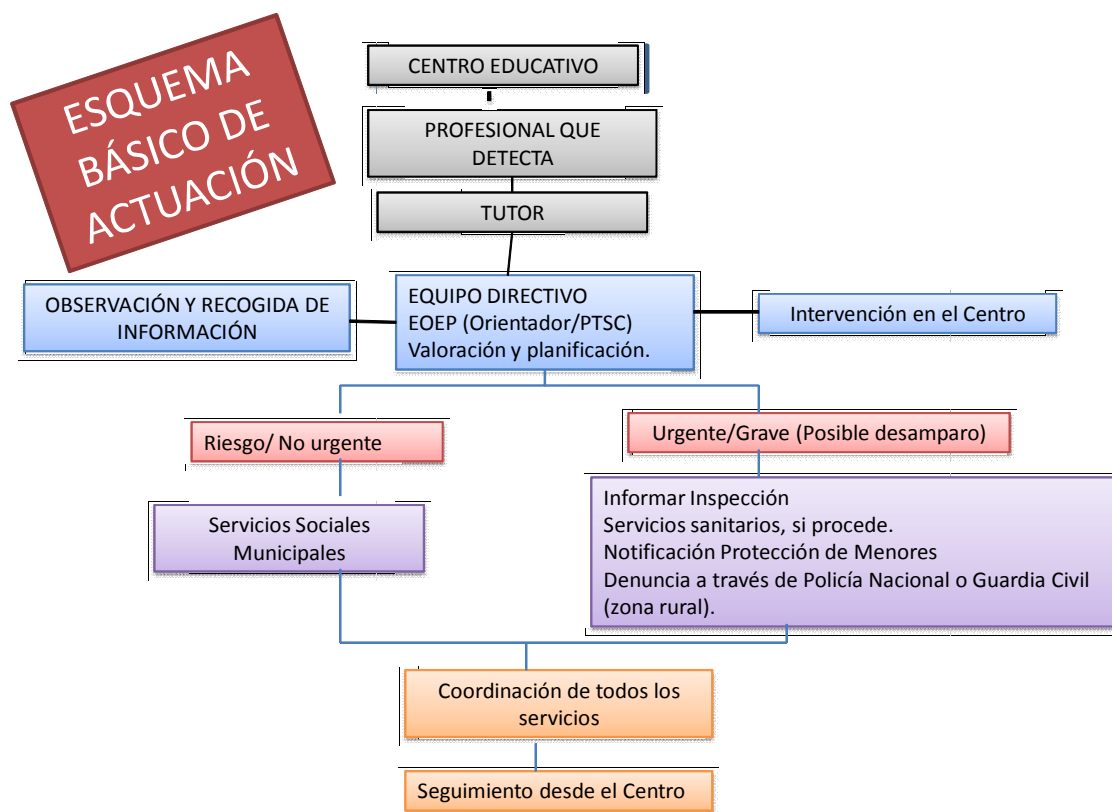 ESQUEMA
BÁSICO DE
ACTUACIÓN
CENTRO EDUCATIVO
PROFESIONAL QUE
DETECTA
TUTOR
OBSERVACIÓN Y RECOGIDA DE
INFORMACIÓN
EQUIPO DIRECTIVO
EOEP (Orientador/PTSC)
Valoración y planificación.
Intervención en el Centro
Riesgo/ No urgente
Urgente/Grave (Posible desamparo)
Servicios Sociales
Municipales
Informar Inspección
Servicios sanitarios, si procede.
Notificación Protección de Menores
Denuncia a través de Policía Nacional o Guardia Civil
(zona rural).
Coordinación de todos los
servicios
Seguimiento desde el Centro